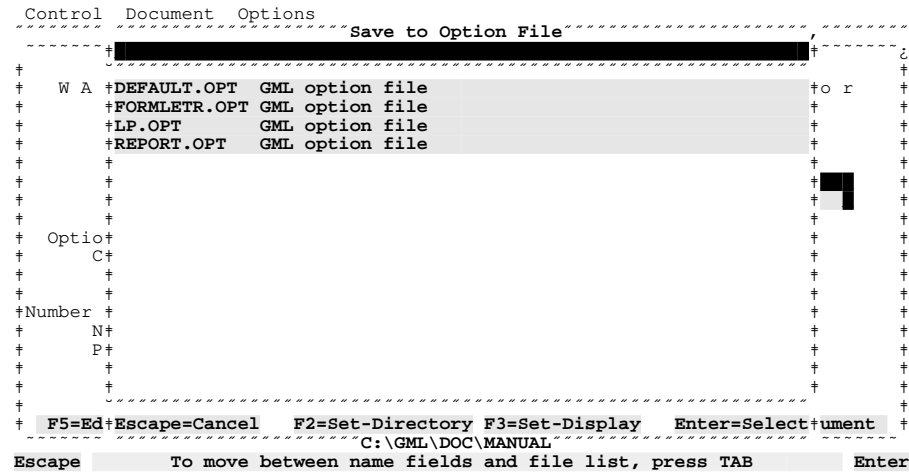 Control Document Options
Save to Option File
W A DEFAULT.OPT GML option file o r
FORMLETR.OPT GML option file
LP.OPT GML option file
REPORT.OPT GML option file
Optio
C
Number
N
P
F5=Ed Escape=Cancel F2=Set-Directory F3=Set-Display Enter=Select ument
C:\GML\DOC\MANUAL
Escape To move between name fields and file list, press TAB Enter